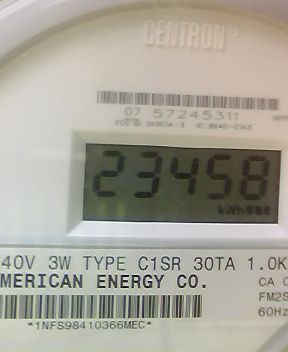 CENTRON®
07 57245311
23458
kWh
40V 3W TYPE C1SR 30TA 1.0K
MERICAN ENERGY CO.
CA
FM2S
60Hz
*1NFS98410366MEC*